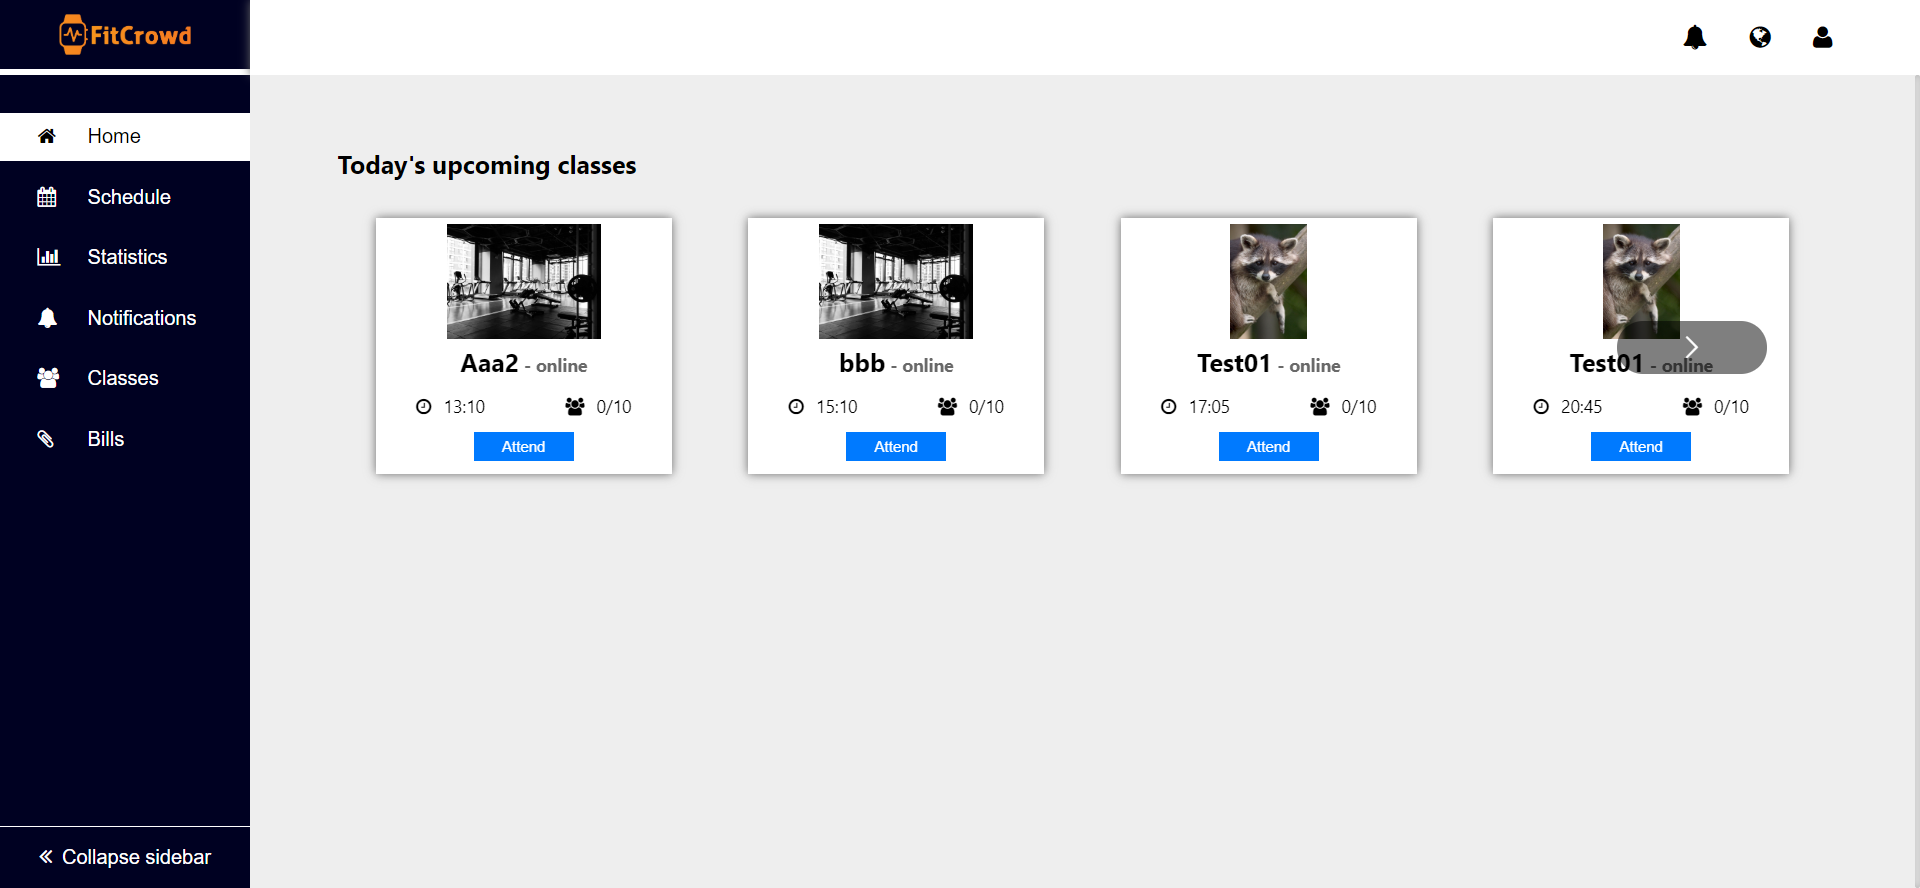 FitCrowd
Home
Schedule
Statistics
Notifications
Classes
Bills
Collapse sidebar
Today's upcoming classes
Aaa2 - online
13:10 0/10
Attend
bbb - online
15:10 0/10
Attend
Test01 - online
17:05 0/10
Attend
Test01 - online
20:45 0/10
Attend